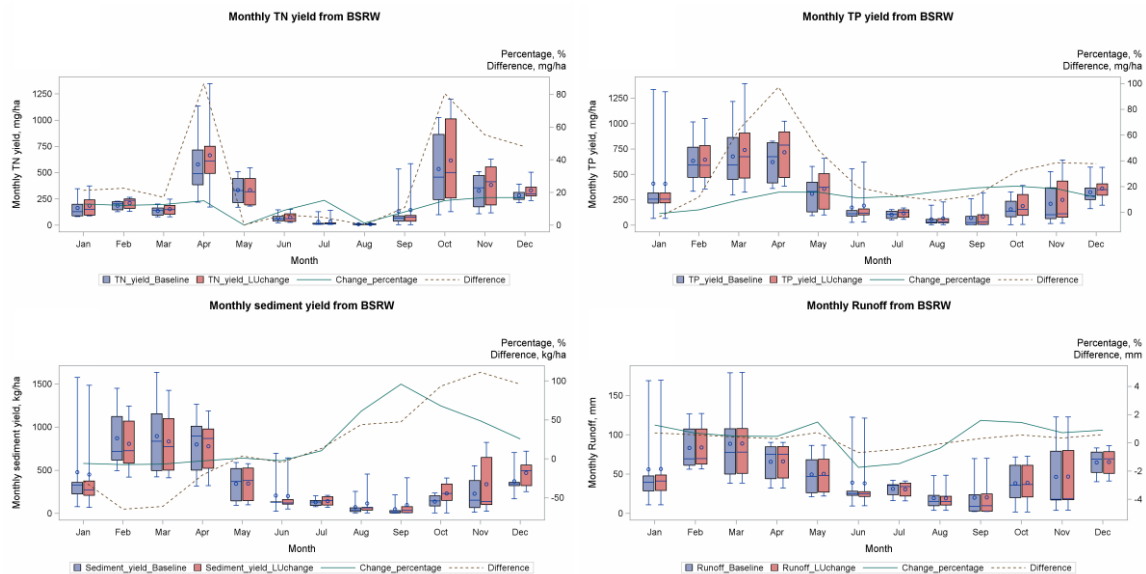 Monthly TN yield from BSRW
Percentage, %
Difference, mg/ha
Monthly TN yield, mg/ha
1250
1000
750
500
250
0
80
60
40
20
0
Jan Feb Mar Apr May Jun Jul Aug Sep Oct Nov Dec
Month
TN_yield_Baseline TN_yield_LUchange Change_percentage Difference
Monthly TP yield from BSRW
Percentage, %
Difference, mg/ha
Monthly TP yield, mg/ha
1250
1000
750
500
250
0
100
80
60
40
20
0
Jan Feb Mar Apr May Jun Jul Aug Sep Oct Nov Dec
Month
TP_yield_Baseline TP_yield_LUchange Change_percentage Difference
Monthly sediment yield from BSRW
Percentage, %
Difference, kg/ha
Monthly sediment yield, kg/ha
1500
1000
500
0
100
50
0
-50
Jan Feb Mar Apr May Jun Jul Aug Sep Oct Nov Dec
Month
Sediment_yield_Baseline Sediment_yield_LUchange Change_percentage Difference
Monthly Runoff from BSRW
Percentage, %
Difference, mm
Monthly Runoff, mm
150
100
50
0
4
2
0
-2
-4
Jan Feb Mar Apr May Jun Jul Aug Sep Oct Nov Dec
Month
Runoff_Baseline Runoff_LUchange Change_percentage Difference